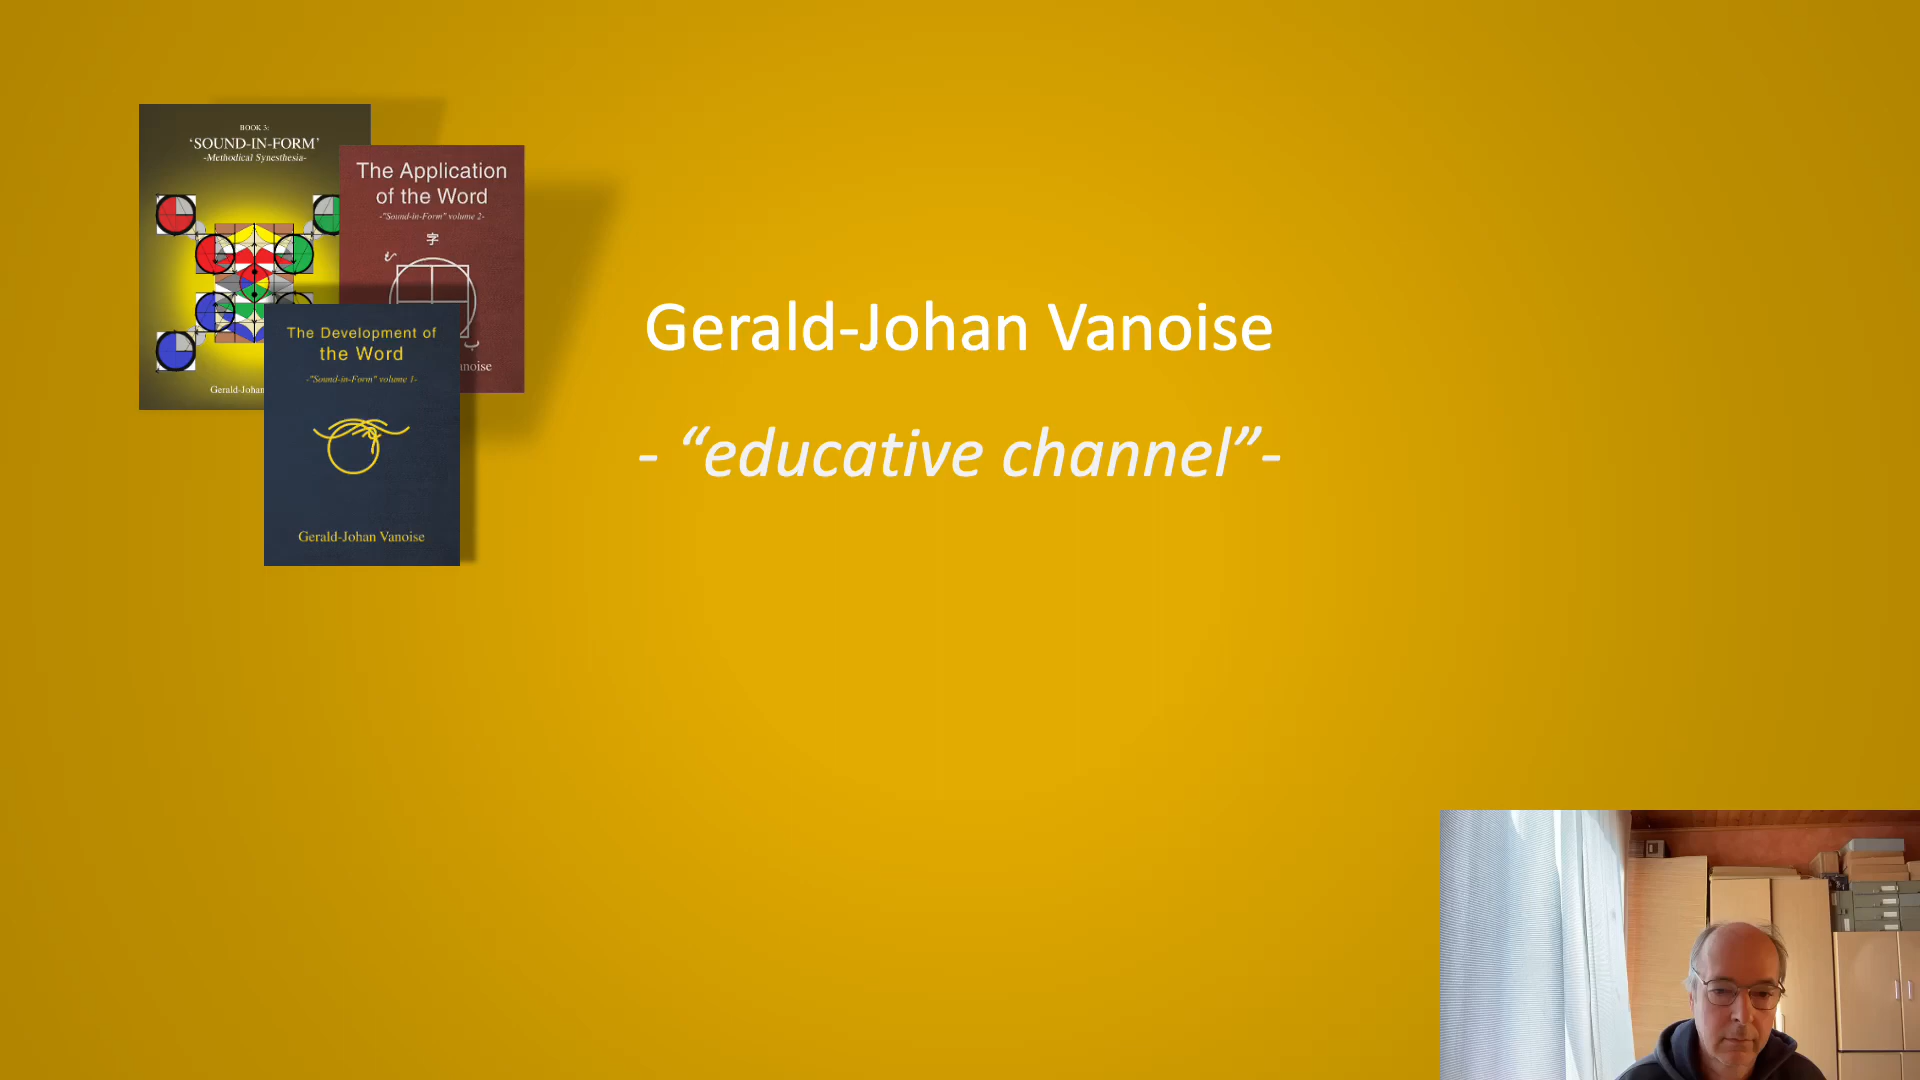 BOOK 3:
‘SOUND-IN-FORM’
-Methodical Synesthesia-
Gerald-Johan
The Application
of the Word
-"Sound-in-Form" volume 2-
字
ب
The Development of
the Word
-"Sound-in-Form" volume 1-
Gerald-Johan Vanoise
Gerald-Johan Vanoise
- “educative channel”-